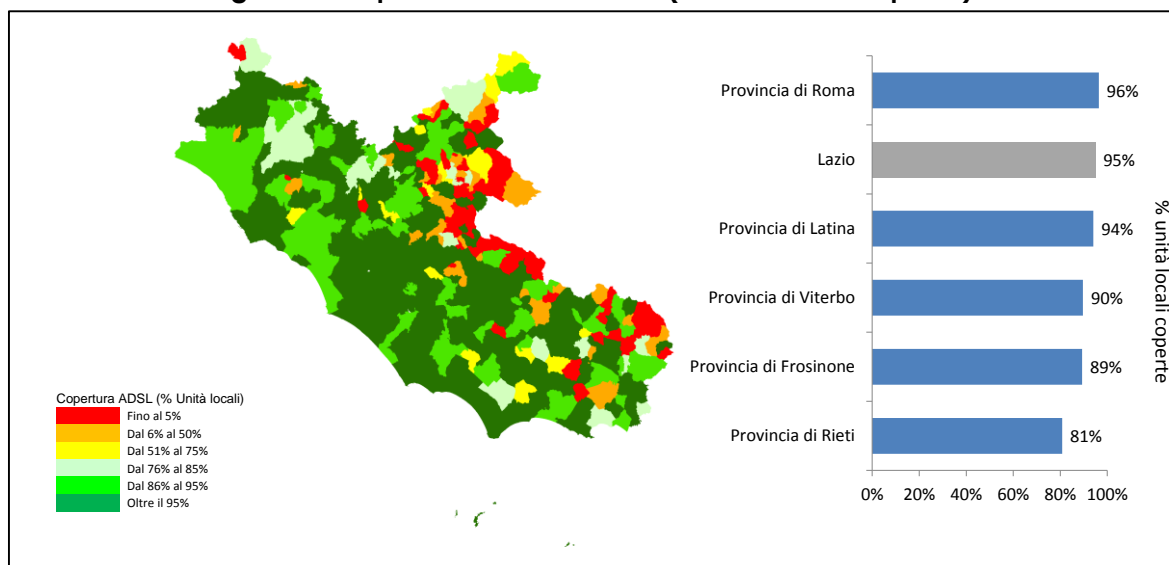 Provincia di Roma
96%
Lazio
95%
Provincia di Latina
94%
Provincia di Viterbo
90%
Provincia di Frosinone
89%
Provincia di Rieti
81%
0% 20% 40% 60% 80% 100%
% unità locali coperte
Copertura ADSL (% Unità locali)
Fino al 5%
Dal 6% al 50%
Dal 51% al 75%
Dal 76% al 85%
Dal 86% al 95%
Oltre il 95%